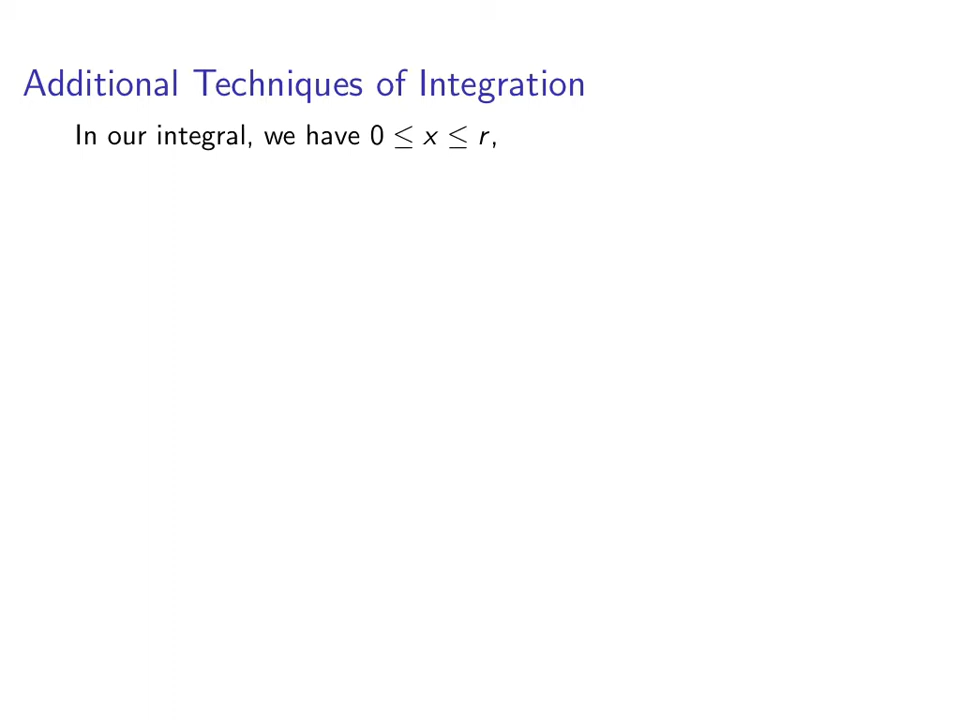 Additional Techniques of Integration
In our integral, we have 0 ≤ x ≤ r,